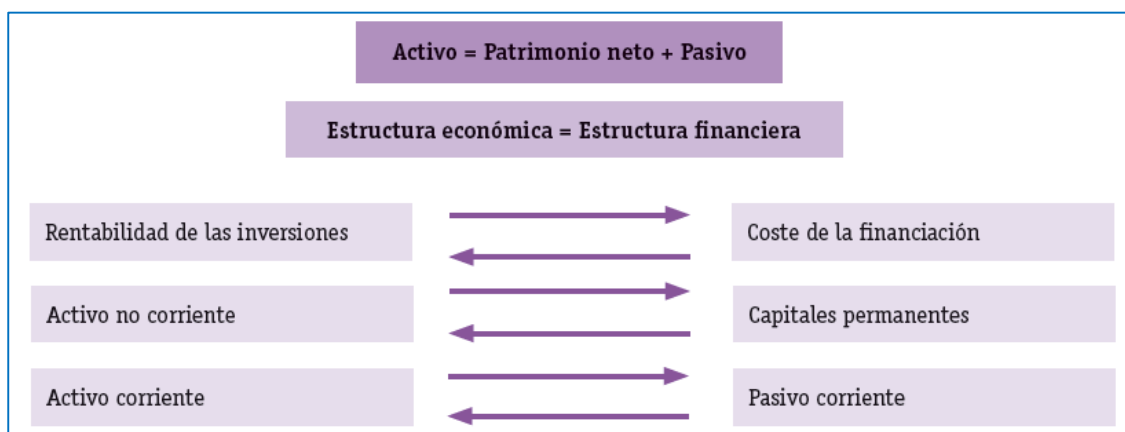 Activo = Patrimonio neto + Pasivo
Estructura económica = Estructura financiera
Rentabilidad de las inversiones
Coste de la financiación
Activo no corriente
Capitales permanentes
Activo corriente
Pasivo corriente